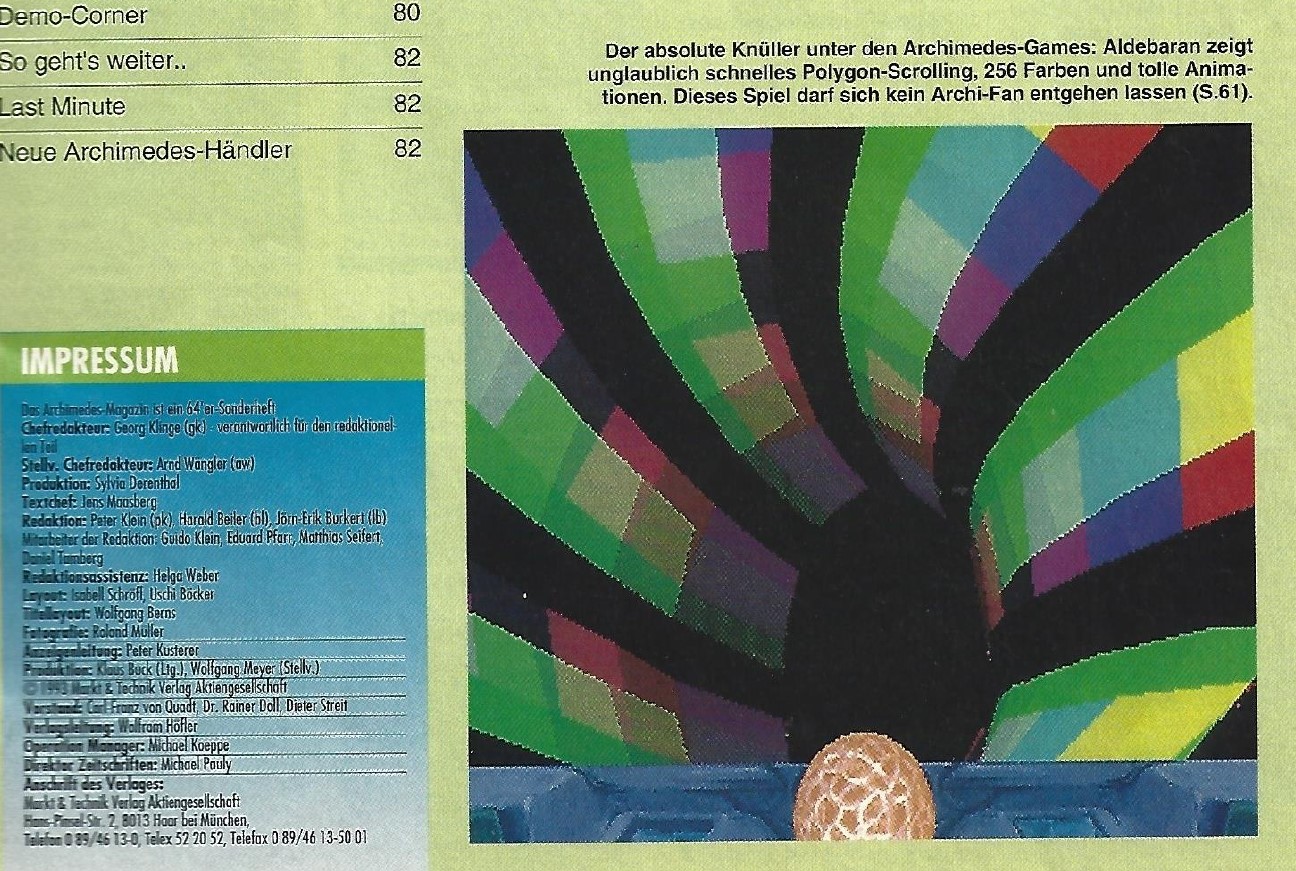 Demo-Corner 80
So geht's weiter.. 82
Last Minute 82
Neue Archimedes-Händler 82
Der absolute Knüller unter den Archimedes-Games: Aldebaran zeigt
unglaublich schnelles Polygon-Scrolling, 256 Farben und tolle Anima-
tionen. Dieses Spiel darf sich kein Archi-Fan entgehen lassen (S.61).
IMPRESSUM
Das Archimedes-Magazin ist ein 64'er-Sonderheft
Chefredakteur: Georg Klinge (gk) - verantwortlich für den redaktionel-
len Teil
Stellv. Chefredakteur: Arnd Wängler (aw)
Produktion: Sylvia Derenthal
Textchef: Jens Maasberg
Redaktion: Peter Klein (pk), Harald Beiler (bl), Jörn-Erik Burkert (lb)
Mitarbeiter der Redaktion: Guido Klein, Eduard Pfarr, Matthias Seifert,
Daniel Tamberg
Redaktionsassistenz: Helga Weber
Layout: Isabell Schröfl, Uschi Böcker
Titellayout: Wolfgang Berns
Fotografie: Roland Müller
Anzeigenleitung: Peter Kusterer
Produktion: Klaus Buck (Ltg.), Wolfgang Meyer (Stellv.)
© 1993 Markt & Technik Verlag Aktiengesellschaft
Vorstand: Carl-Franz von Quadt, Dr. Rainer Doll, Dieter Streit
Verlagsleitung: Wolfram Höfler
Operation Manager: Michael Koeppe
Direktor Zeitschriften: Michael Pauly
Anschrift des Verlages:
Markt & Technik Verlag Aktiengesellschaft
Hans-Pinsel-Str. 2, 8013 Haar bei München,
Telefon 0 89/46 13-0, Telex 52 20 52, Telefax 0 89/46 13-50 01